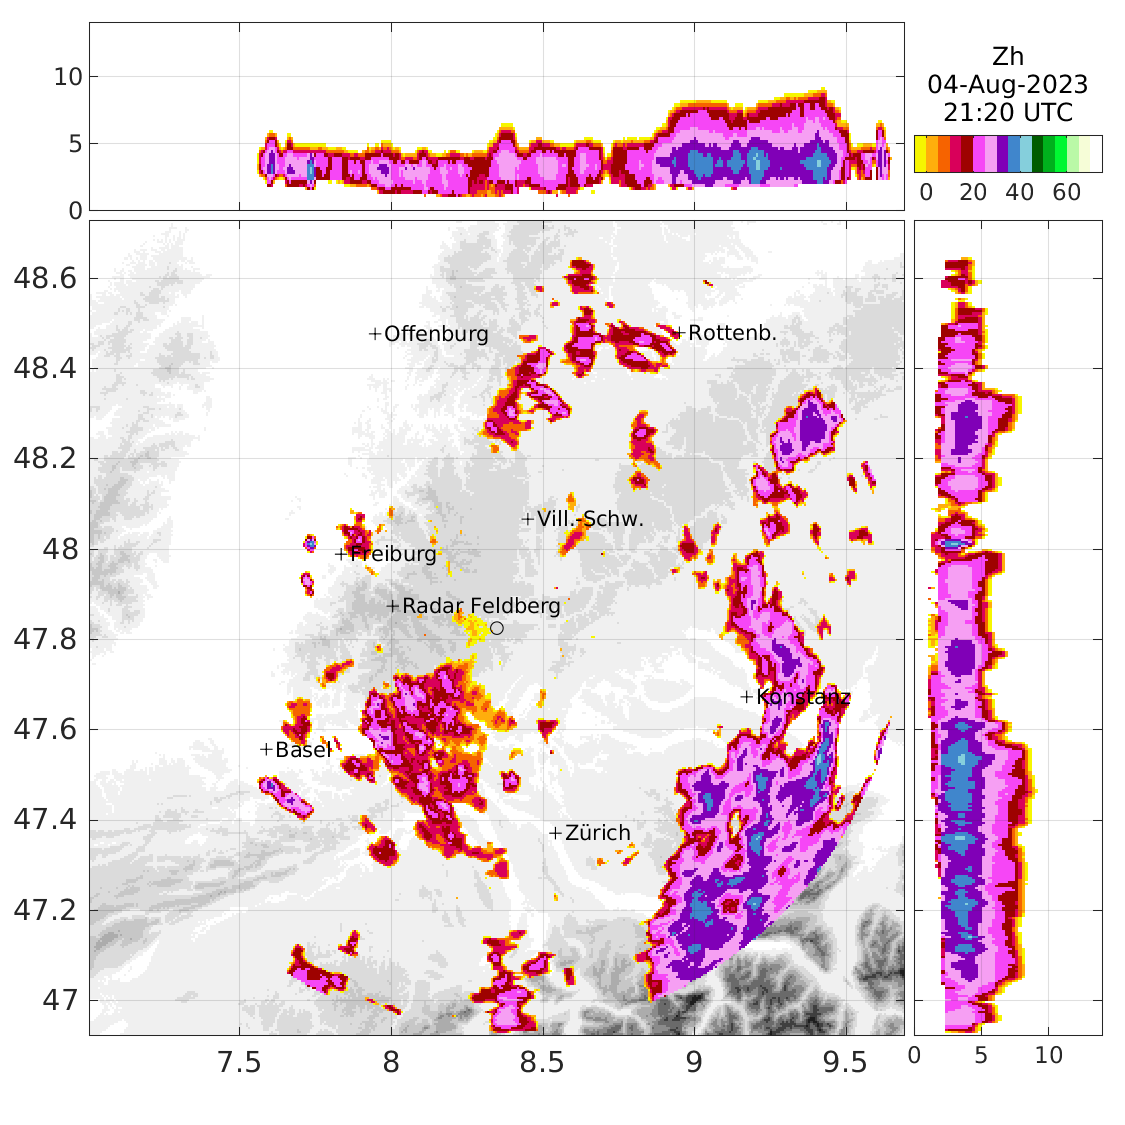 Zh
04-Aug-2023
21:20 UTC
0 20 40 60
10
5
0
48.6
48.4
48.2
48
47.8
47.6
47.4
47.2
47
+Offenburg
+Rottenb.
+Vill.-Schw.
+Freiburg
+Radar Feldberg
+Konstanz
+Basel
+Zürich
7.5 8 8.5 9 9.5
0 5 10